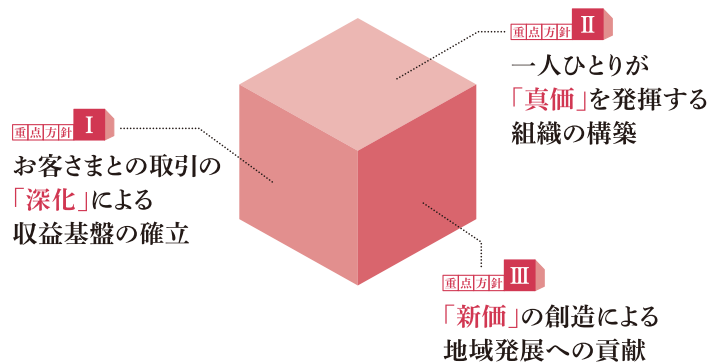 重点方針 Ⅰ
お客さまとの取引の
「深化」による
収益基盤の確立
重点方針 Ⅱ
一人ひとりが
「真価」を発揮する
組織の構築
重点方針 Ⅲ
「新価」の創造による
地域発展への貢献